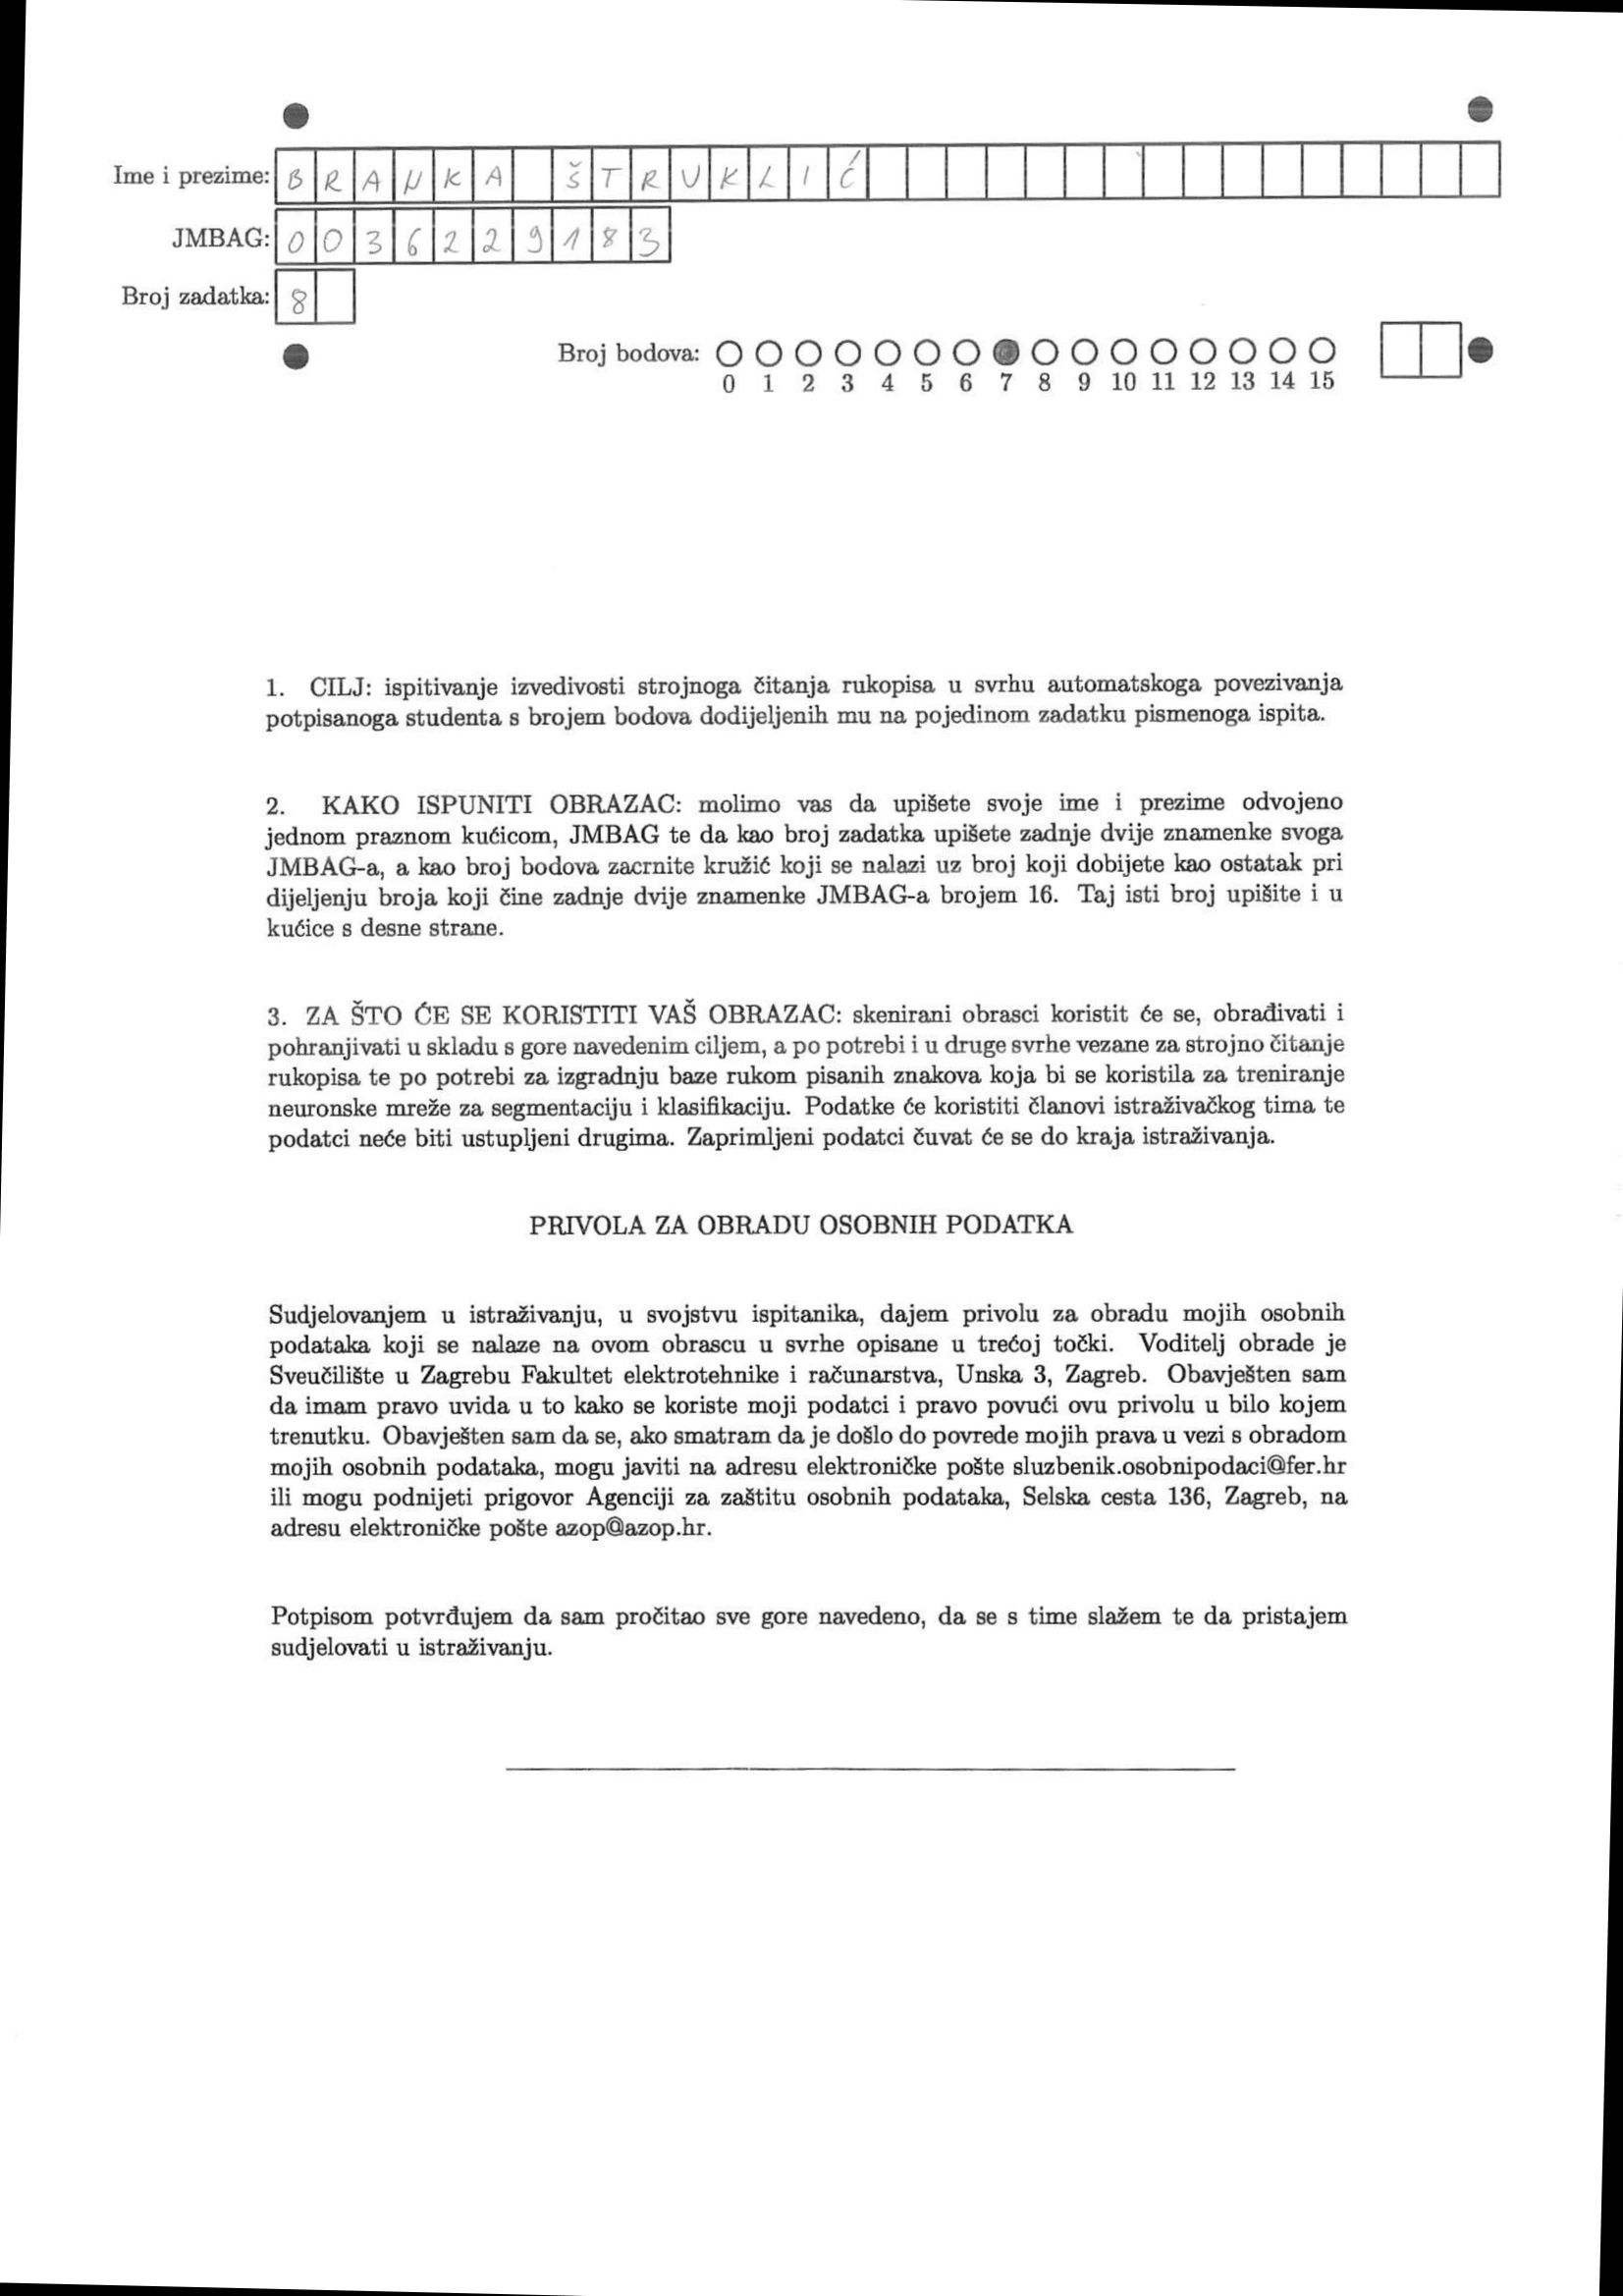 Ime i prezime: BRANKA ŠTRUKLIĆ
JMBAG: 0036229183
Broj zadatka: 8
Broj bodova:
0 1 2 3 4 5 6 7 8 9 10 11 12 13 14 15
1. CILJ: ispitivanje izvedivosti strojnoga čitanja rukopisa u svrhu automatskoga povezivanja
potpisanoga studenta s brojem bodova dodijeljenih mu na pojedinom zadatku pismenoga ispita.
2. KAKO ISPUNITI OBRAZAC: molimo vas da upišete svoje ime i prezime odvojeno
jednom praznom kućicom, JMBAG te da kao broj zadatka upišete zadnje dvije znamenke svoga
JMBAG-a, a kao broj bodova zacrnite kružić koji se nalazi uz broj koji dobijete kao ostatak pri
dijeljenju broja koji čine zadnje dvije znamenke JMBAG-a brojem 16. Taj isti broj upišite i u
kućice s desne strane.
3. ZA ŠTO ĆE SE KORISTITI VAŠ OBRAZAC: skenirani obrasci koristit će se, obrađivati i
pohranjivati u skladu s gore navedenim ciljem, a po potrebi i u druge svrhe vezane za strojno čitanje
rukopisa te po potrebi za izgradnju baze rukom pisanih znakova koja bi se koristila za treniranje
neuronske mreže za segmentaciju i klasifikaciju. Podatke će koristiti članovi istraživačkog tima te
podatci neće biti ustupljeni drugima. Zaprimljeni podatci čuvat će se do kraja istraživanja.
PRIVOLA ZA OBRADU OSOBNIH PODATKA
Sudjelovanjem u istraživanju, u svojstvu ispitanika, dajem privolu za obradu mojih osobnih
podataka koji se nalaze na ovom obrascu u svrhe opisane u trećoj točki. Voditelj obrade je
Sveučilište u Zagrebu Fakultet elektrotehnike i računarstva, Unska 3, Zagreb. Obavješten sam
da imam pravo uvida u to kako se koriste moji podatci i pravo povući ovu privolu u bilo kojem
trenutku. Obavješten sam da se, ako smatram da je došlo do povrede mojih prava u vezi s obradom
mojih osobnih podataka, mogu javiti na adresu elektroničke pošte sluzbenik.osobnipodaci@fer.hr
ili mogu podnijeti prigovor Agenciji za zaštitu osobnih podataka, Selska cesta 136, Zagreb, na
adresu elektroničke pošte azop@azop.hr.
Potpisom potvrđujem da sam pročitao sve gore navedeno, da se s time slažem te da pristajem
sudjelovati u istraživanju.